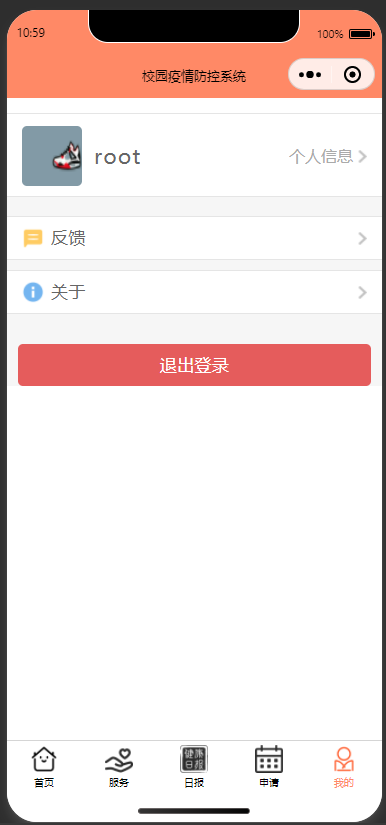 10:59 100%
校园疫情防控系统
root 个人信息
反馈
关于
退出登录
健康
日报
首页 服务 日报 申请 我的